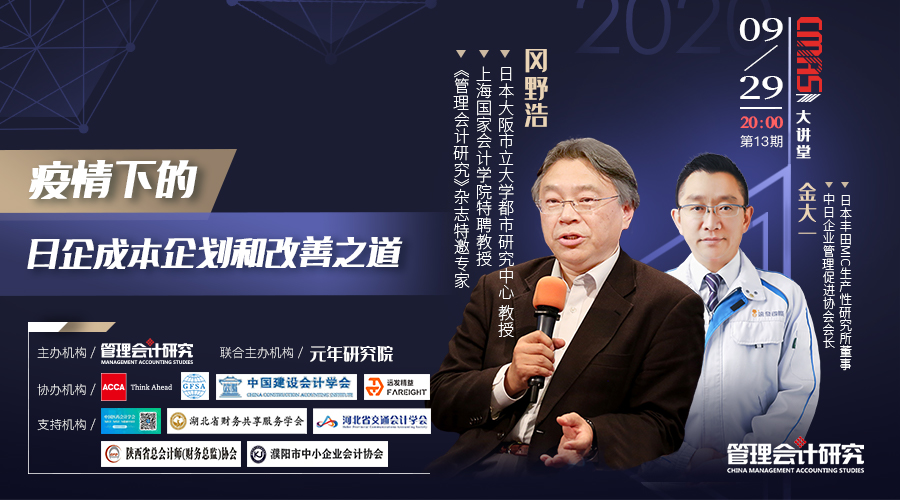 2020
09/29
20:00
第13期
CMAS
大讲堂
冈野浩
日本大阪市立大学都市研究中心 教授
上海国家会计学院特聘教授
《管理会计研究》杂志特邀专家
金大一
日本丰田MIC生产性研究所董事
中日企业管理促进协会会长
疫情下的
日企成本企划和改善之道
主办机构 / 管理会计研究
MANAGEMENT ACCOUNTING STUDIES
联合主办机构 / 元年研究院
协办机构 / ACCA Think Ahead
GFSA
中国建设会计学会
CHINA CONSTRUCTION ACCOUNTING INSTITUTE
远发精益
FAREIGHT
支持机构 /
湖北省财务共享服务学会
河北省交通会计学会
陕西省总会计师(财务总监)协会
濮阳市中小企业会计协会
管理会计研究
CHINA MANAGEMENT ACCOUNTING STUDIES